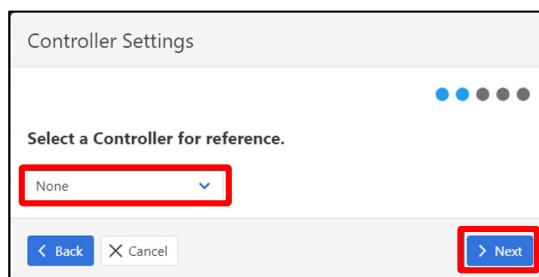 Controller Settings
Select a Controller for reference.
None
Back
Cancel
Next